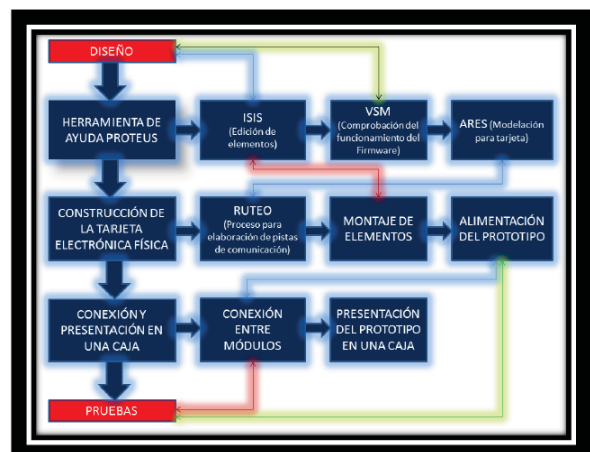 DISEÑO
HERRAMIENTA DE
AYUDA PROTEUS
ISIS
(Edición de
elementos)
VSM
(Comprobación del
funcionamiento del
Firmware)
ARES (Modelación
para tarjeta)
CONSTRUCCIÓN DE
LA TARJETA
ELECTRÓNICA FÍSICA
RUTEO
(Proceso para
elaboración de pistas
de comunicación)
MONTAJE DE
ELEMENTOS
ALIMENTACIÓN
DEL PROTOTIPO
CONEXIÓN Y
PRESENTACIÓN EN
UNA CAJA
CONEXIÓN
ENTRE
MÓDULOS
PRESENTACIÓN
DEL PROTOTIPO
EN UNA CAJA
PRUEBAS